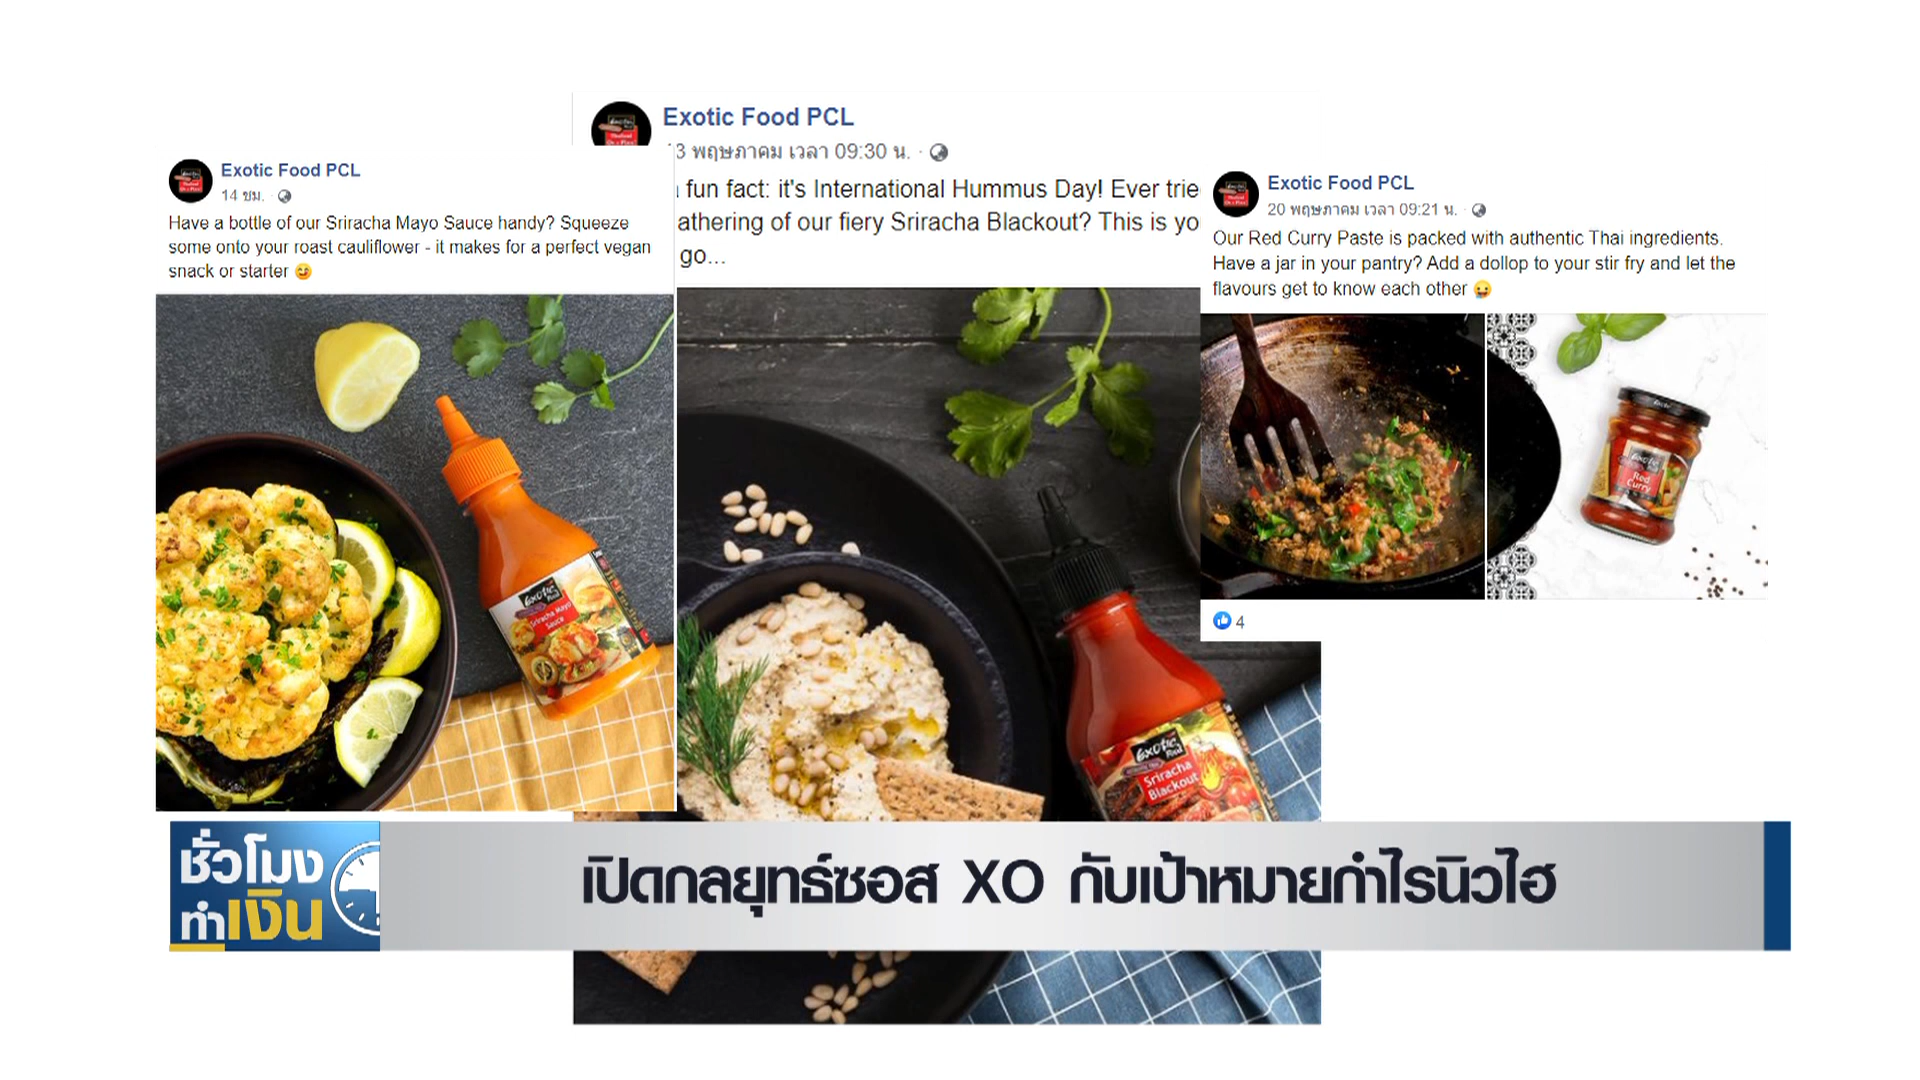 Exotic Food PCL
14 ชม.
Have a bottle of our Sriracha Mayo Sauce handy? Squeeze
some onto your roast cauliflower - it makes for a perfect vegan
snack or starter 😆
Exotic Food
Sriracha Mayo
Sauce
Exotic Food PCL
3 พฤษภาคม เวลา 09:30 น.
fun fact: it's International Hummus Day! Ever trie
athering of our fiery Sriracha Blackout? This is yo
go...
Exotic Food
Sriracha
Blackout
Exotic Food PCL
20 พฤษภาคม เวลา 09:21 น.
Our Red Curry Paste is packed with authentic Thai ingredients.
Have a jar in your pantry? Add a dollop to your stir fry and let the
flavours get to know each other 🤪
Exotic
Red
Curry
4
ชั่วโมง
ทำเงิน
เปิดกลยุทธ์ซอส XO กับเป้าหมายกำไรนิวไฮ